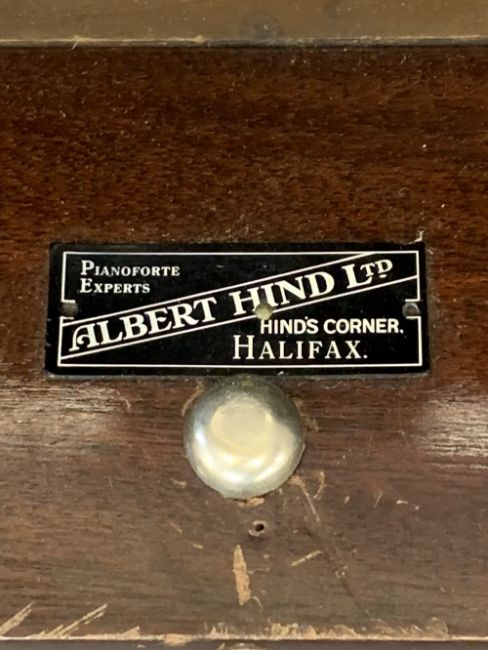 PIANOFORTE
EXPERTS
ALBERT HIND LTD
HIND'S CORNER,
HALIFAX.